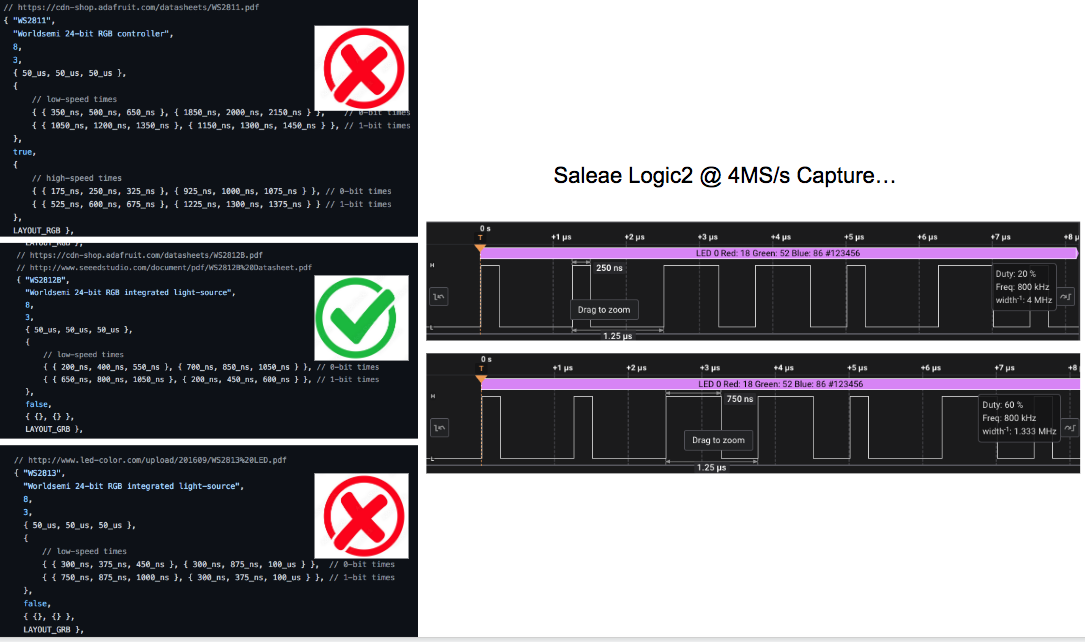 // https://cdn-shop.adafruit.com/datasheets/WS2811.pdf
{ "WS2811",
"Worldsemi 24-bit RGB controller",
8,
3,
{ 50_us, 50_us, 50_us },
{
// low-speed times
{ { 350_ns, 500_ns, 650_ns }, { 1850_ns, 2000_ns, 2150_ns } }, // 0-bit times
{ { 1050_ns, 1200_ns, 1350_ns }, { 1150_ns, 1300_ns, 1450_ns } }, // 1-bit times
},
true,
{
// high-speed times
{ { 175_ns, 250_ns, 325_ns }, { 925_ns, 1000_ns, 1075_ns } }, // 0-bit times
{ { 525_ns, 600_ns, 675_ns }, { 1225_ns, 1300_ns, 1375_ns } } // 1-bit times
},
LAYOUT_RGB },
LAYOUT_RGB },
// https://cdn-shop.adafruit.com/datasheets/WS2812B.pdf
// http://www.seeedstudio.com/document/pdf/WS2812B%20Datasheet.pdf
{ "WS2812B",
"Worldsemi 24-bit RGB integrated light-source",
8,
3,
{ 50_us, 50_us, 50_us },
{
// low-speed times
{ { 200_ns, 400_ns, 550_ns }, { 700_ns, 850_ns, 1050_ns } }, // 0-bit times
{ { 650_ns, 800_ns, 1050_ns }, { 200_ns, 450_ns, 600_ns } }, // 1-bit times
},
false,
{ {}, {} },
LAYOUT_GRB },
// http://www.led-color.com/upload/201609/WS2813%20LED.pdf
{ "WS2813",
"Worldsemi 24-bit RGB integrated light-source",
8,
3,
{ 50_us, 50_us, 50_us },
{
// low-speed times
{ { 300_ns, 375_ns, 450_ns }, { 300_ns, 875_ns, 100_us } }, // 0-bit times
{ { 750_ns, 875_ns, 1000_ns }, { 300_ns, 375_ns, 100_us } }, // 1-bit times
},
false,
{ {}, {} },
LAYOUT_GRB },
Saleae Logic2 @ 4MS/s Capture…
0 s
T
+1 µs +2 µs +3 µs +4 µs +5 µs +6 µs +7 µs +8 µ
LED 0 Red: 18 Green: 52 Blue: 86 #123456
H
250 ns
Duty: 20 %
Freq: 800 kHz
width⁻¹: 4 MHz
Drag to zoom
L
1.25 µs
0 s
T
+1 µs +2 µs +3 µs +4 µs +5 µs +6 µs +7 µs +8
LED 0 Red: 18 Green: 52 Blue: 86 #123456
H
750 ns
Duty: 60 %
Freq: 800 kHz
width⁻¹: 1.333 MHz
Drag to zoom
L
1.25 µs